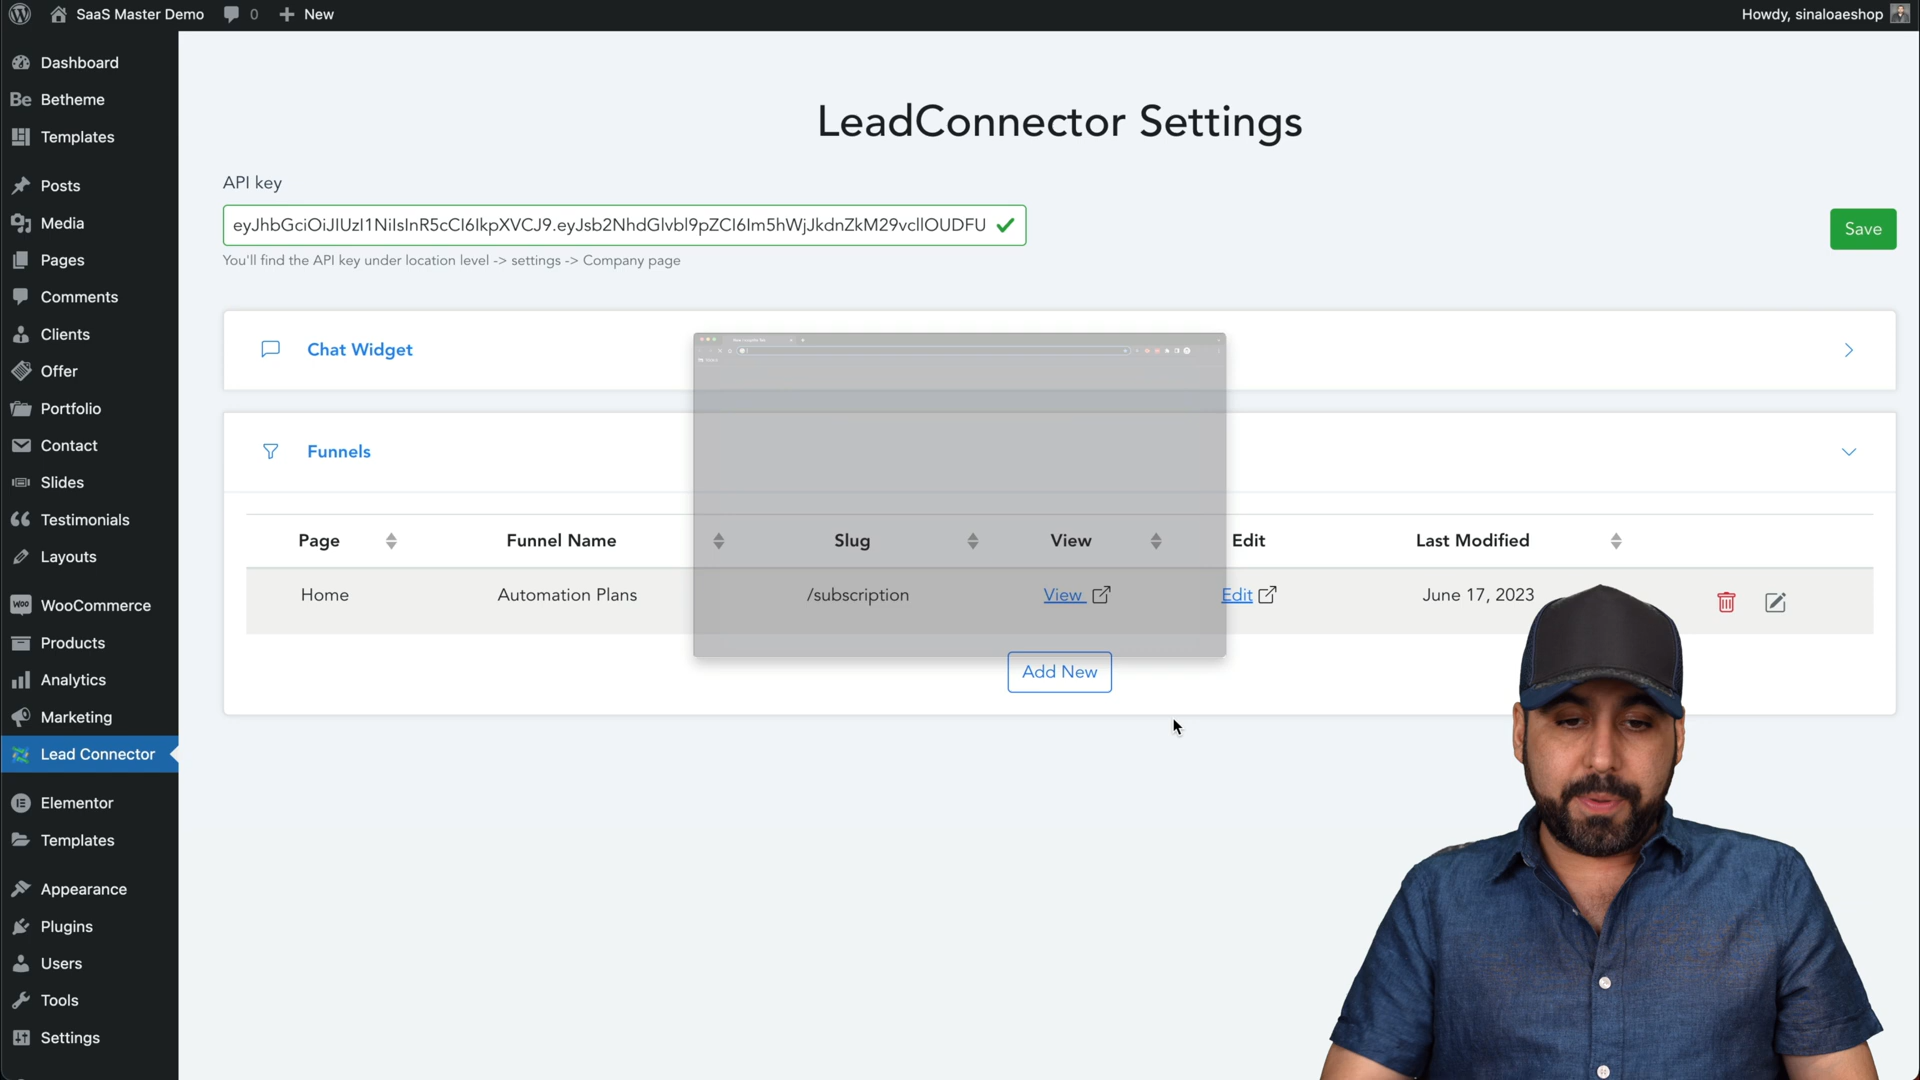 SaaS Master Demo 0 New Howdy, sinaloaeshop
Dashboard
Be Betheme
Templates
Posts
Media
Pages
Comments
Clients
Offer
Portfolio
Contact
Slides
Testimonials
Layouts
WOO WooCommerce
Products
Analytics
Marketing
Lead Connector
Elementor
Templates
Appearance
Plugins
Users
Tools
Settings
LeadConnector Settings
API key
Save
You'll find the API key under location level -> settings -> Company page
Chat Widget
Funnels
Page Funnel Name Slug View Edit Last Modified
Home Automation Plans /subscription View Edit June 17, 2023
Add New